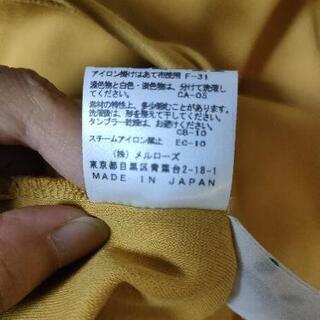 アイロン掛けはあて布使用 F-31
濃色物と白色・淡色物は、分けて洗濯し
てください。 CA-05
素材の特性上、多少縮むことがあります。
洗濯後は、形を整えて干してください。
タンブラー乾燥は、お避けください。
CB-10
スチームアイロン禁止 EC-10
(株) メルローズ
東京都目黒区青葉台2-18-1
MADE IN JAPAN